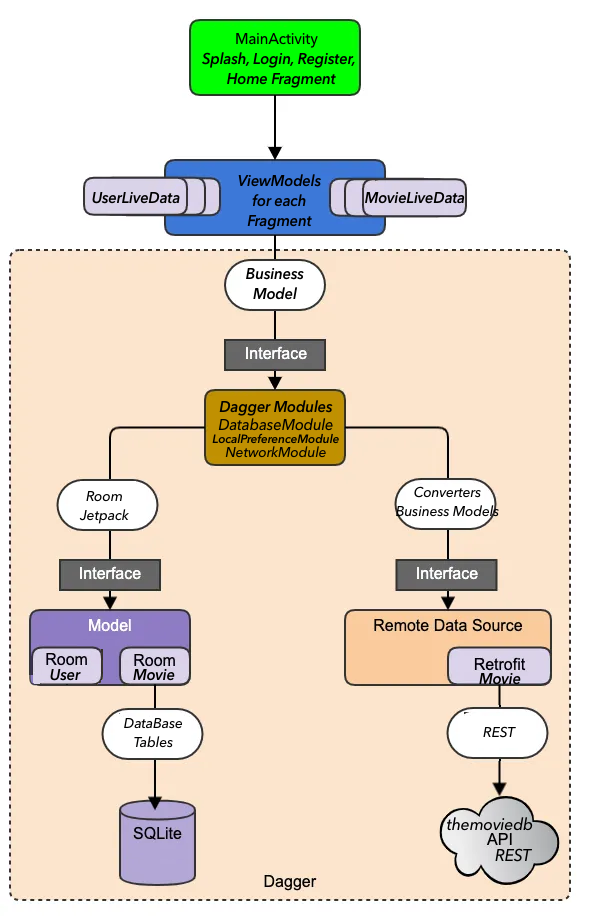 MainActivity
Splash, Login, Register,
Home Fragment
UserLiveData
ViewModels
for each
Fragment
MovieLiveData
Business
Model
Interface
Dagger Modules
DatabaseModule
LocalPreferenceModule
NetworkModule
Room
Jetpack
Converters
Business Models
Interface
Interface
Model
Room
User
Room
Movie
Remote Data Source
Retrofit
Movie
DataBase
Tables
REST
SQLite
themoviedb
API
REST
Dagger